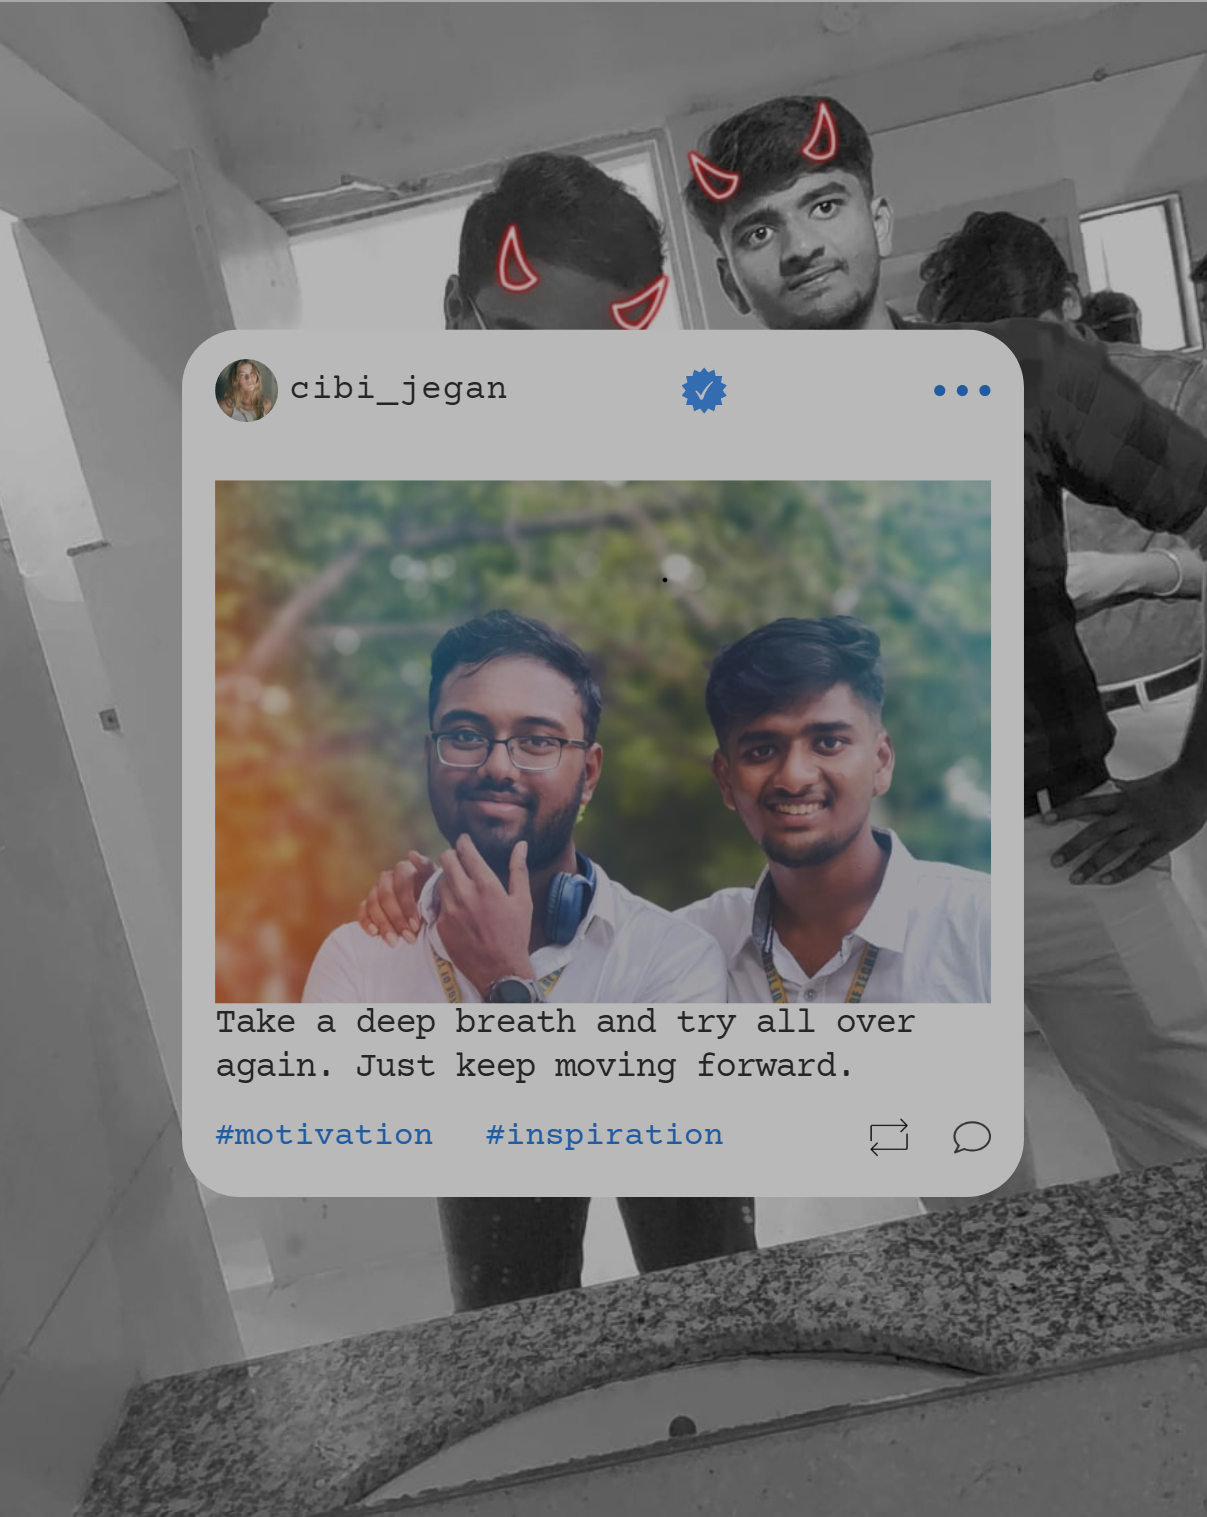 cibi_jegan
Take a deep breath and try all over
again. Just keep moving forward.
#motivation #inspiration